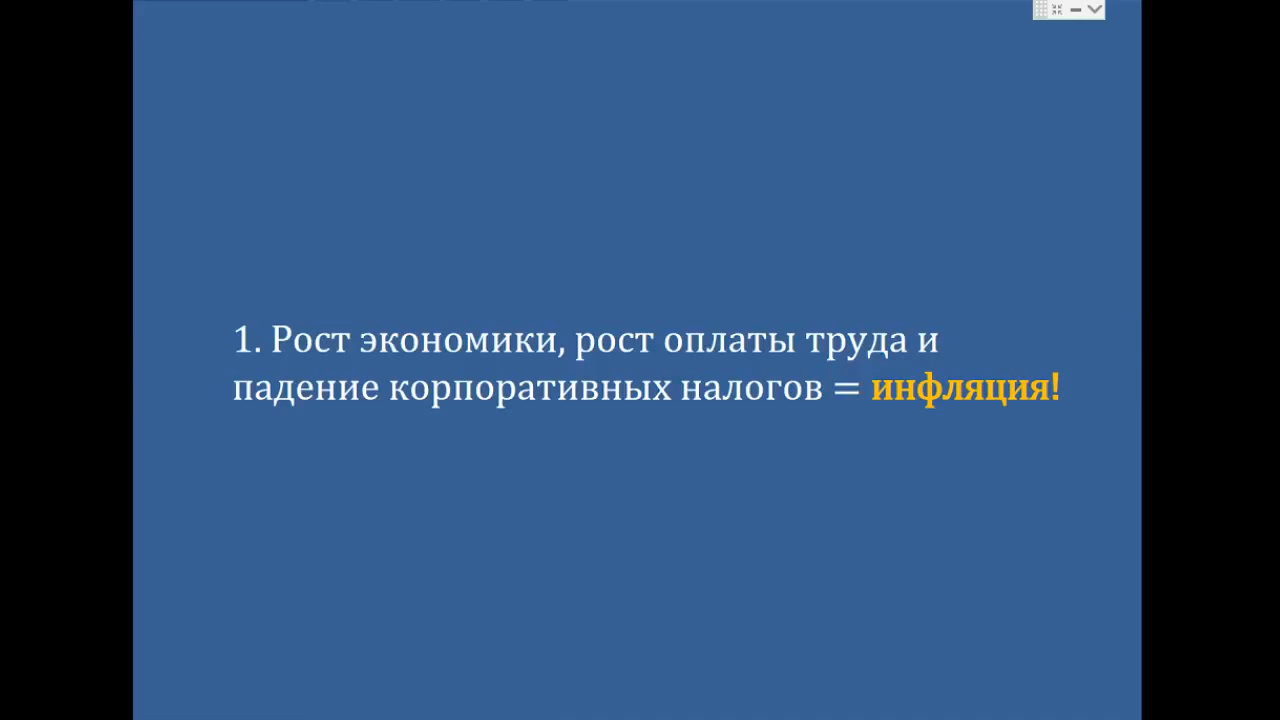 1. Рост экономики, рост оплаты труда и
падение корпоративных налогов = инфляция!